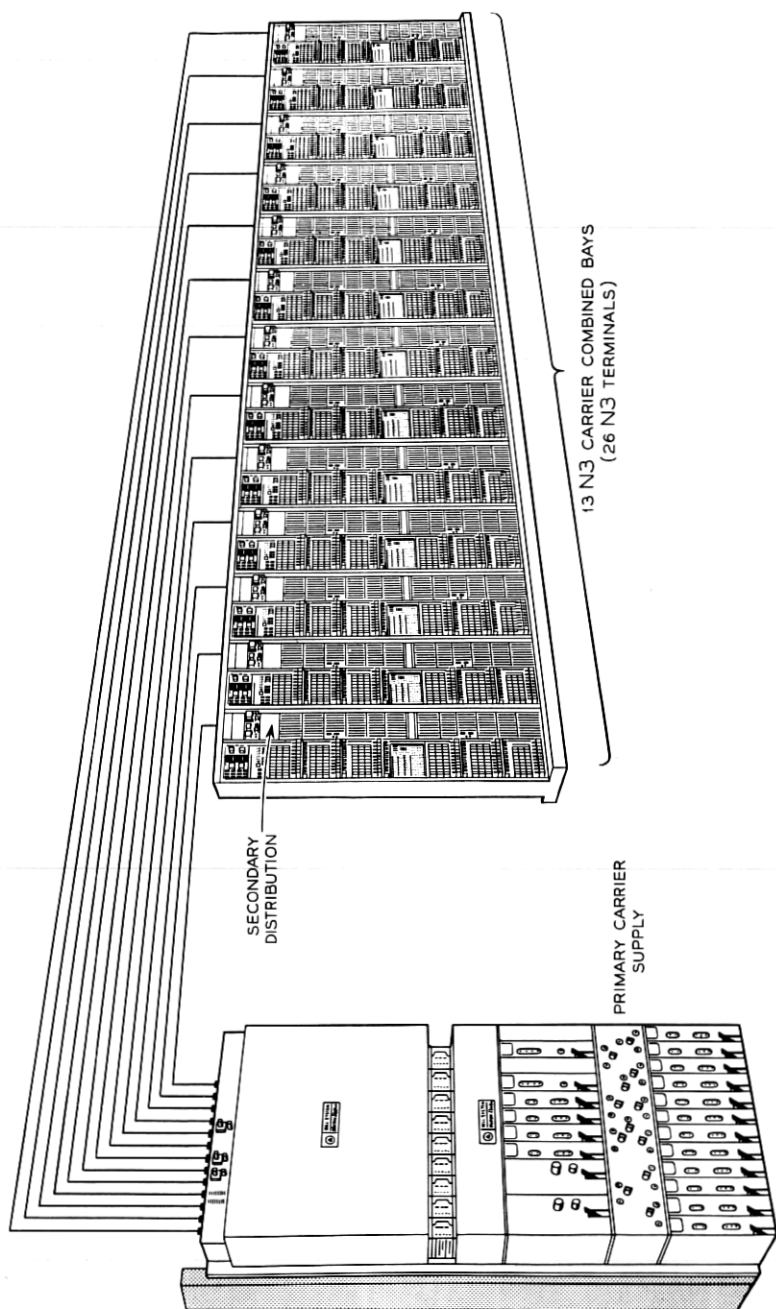 SECONDARY
DISTRIBUTION
13 N3 CARRIER COMBINED BAYS
(26 N3 TERMINALS)
PRIMARY CARRIER
SUPPLY